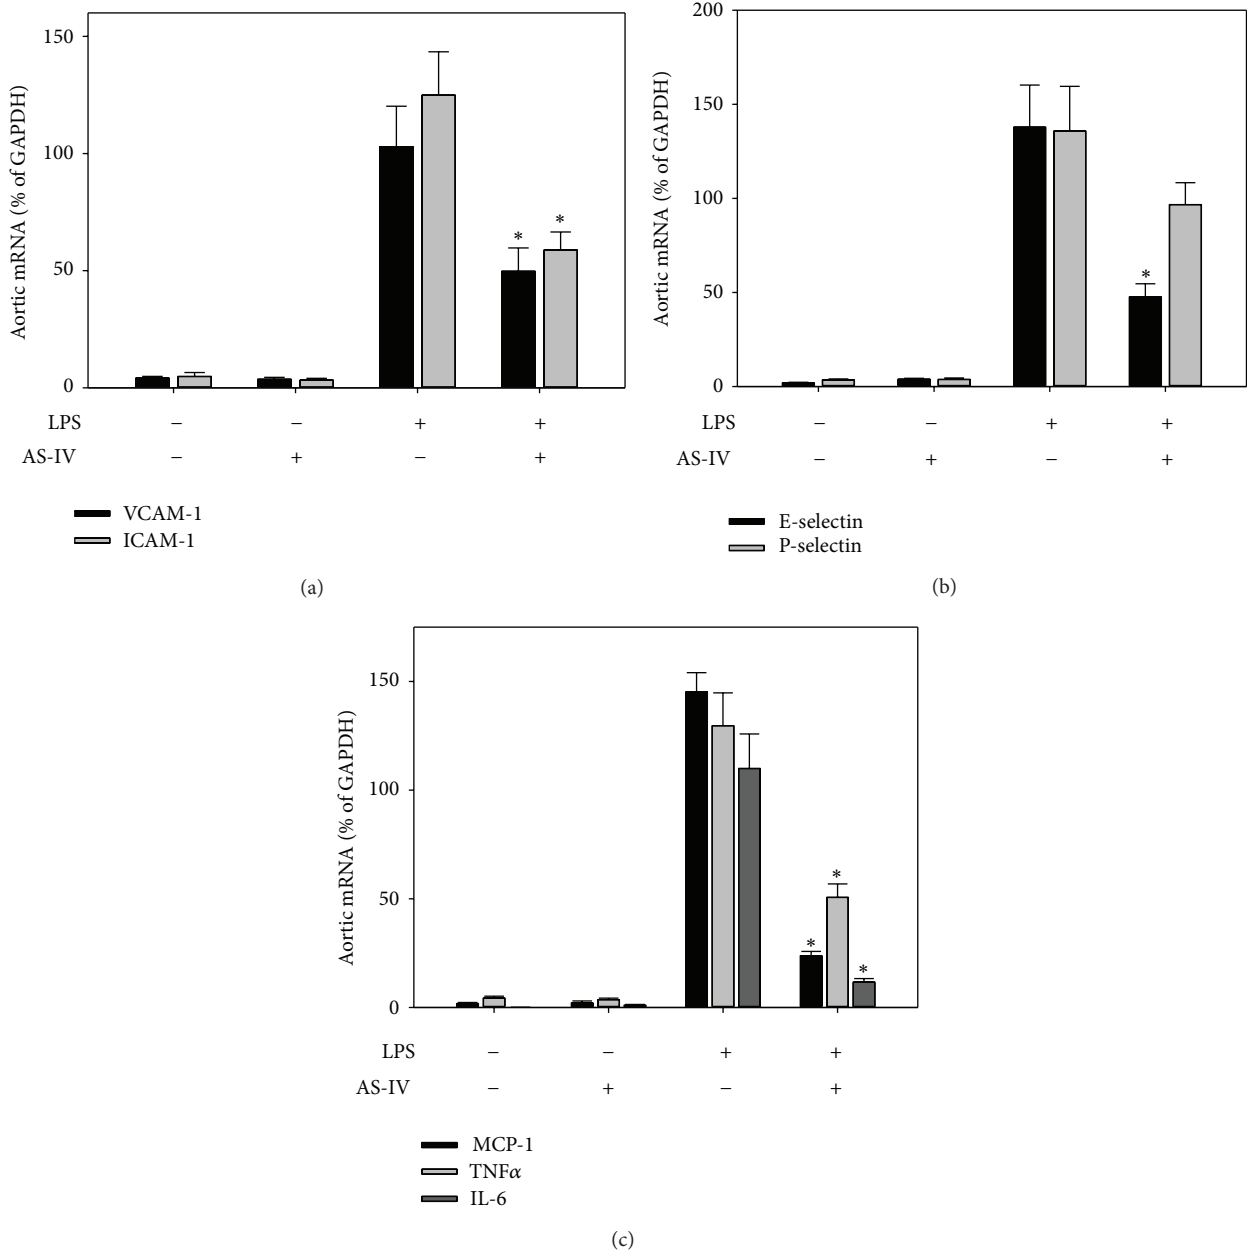 Aortic mRNA (% of GAPDH)
150
100
50
0
*
*
LPS − − + +
AS-IV − + − +
VCAM-1
ICAM-1
(a)
Aortic mRNA (% of GAPDH)
200
150
100
50
0
*
LPS − − + +
AS-IV − + − +
E-selectin
P-selectin
(b)
Aortic mRNA (% of GAPDH)
150
100
50
0
*
*
*
LPS − − + +
AS-IV − + − +
MCP-1
TNFα
IL-6
(c)